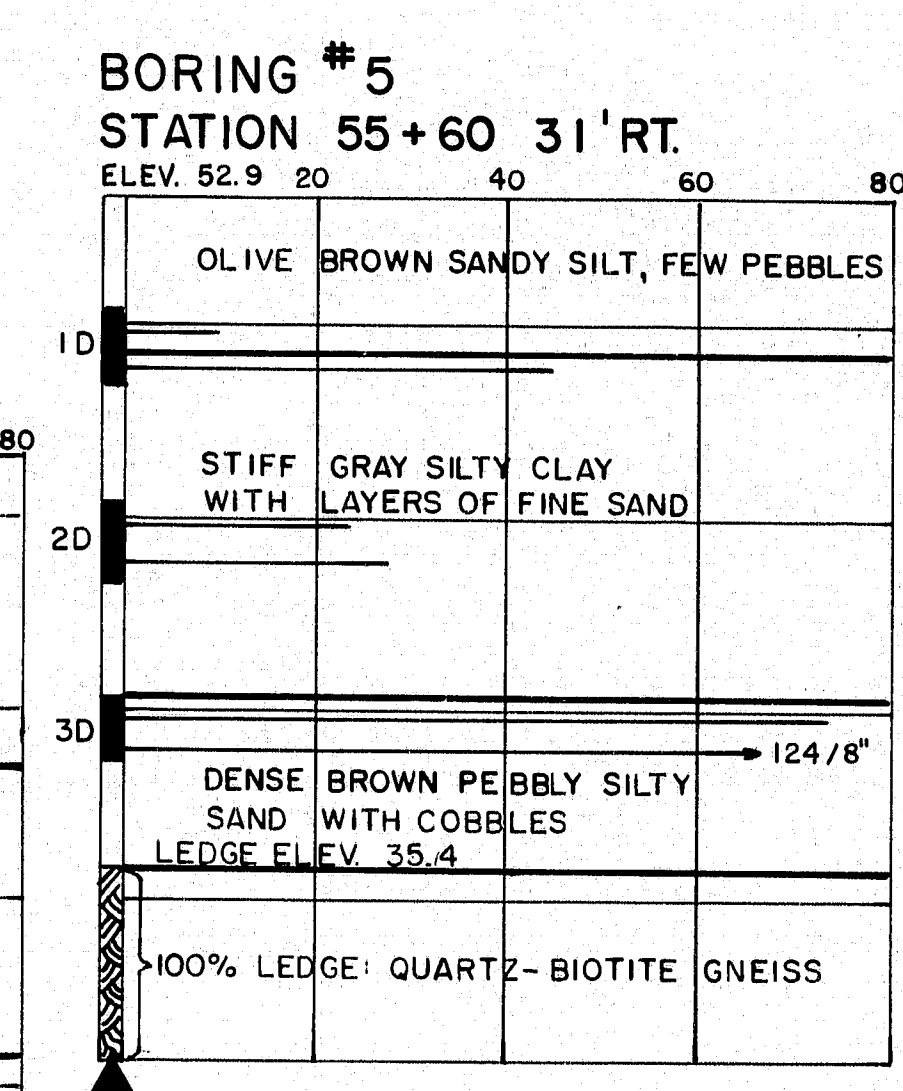 BORING #5
STATION 55+60 31' RT.
ELEV. 52.9 20 40 60 80
OLIVE BROWN SANDY SILT, FEW PEBBLES
1D
80
STIFF GRAY SILTY CLAY
WITH LAYERS OF FINE SAND
2D
3D
124/8"
DENSE BROWN PEBBLY SILTY
SAND WITH COBBLES
LEDGE ELEV. 35.4
100% LEDGE: QUARTZ-BIOTITE GNEISS